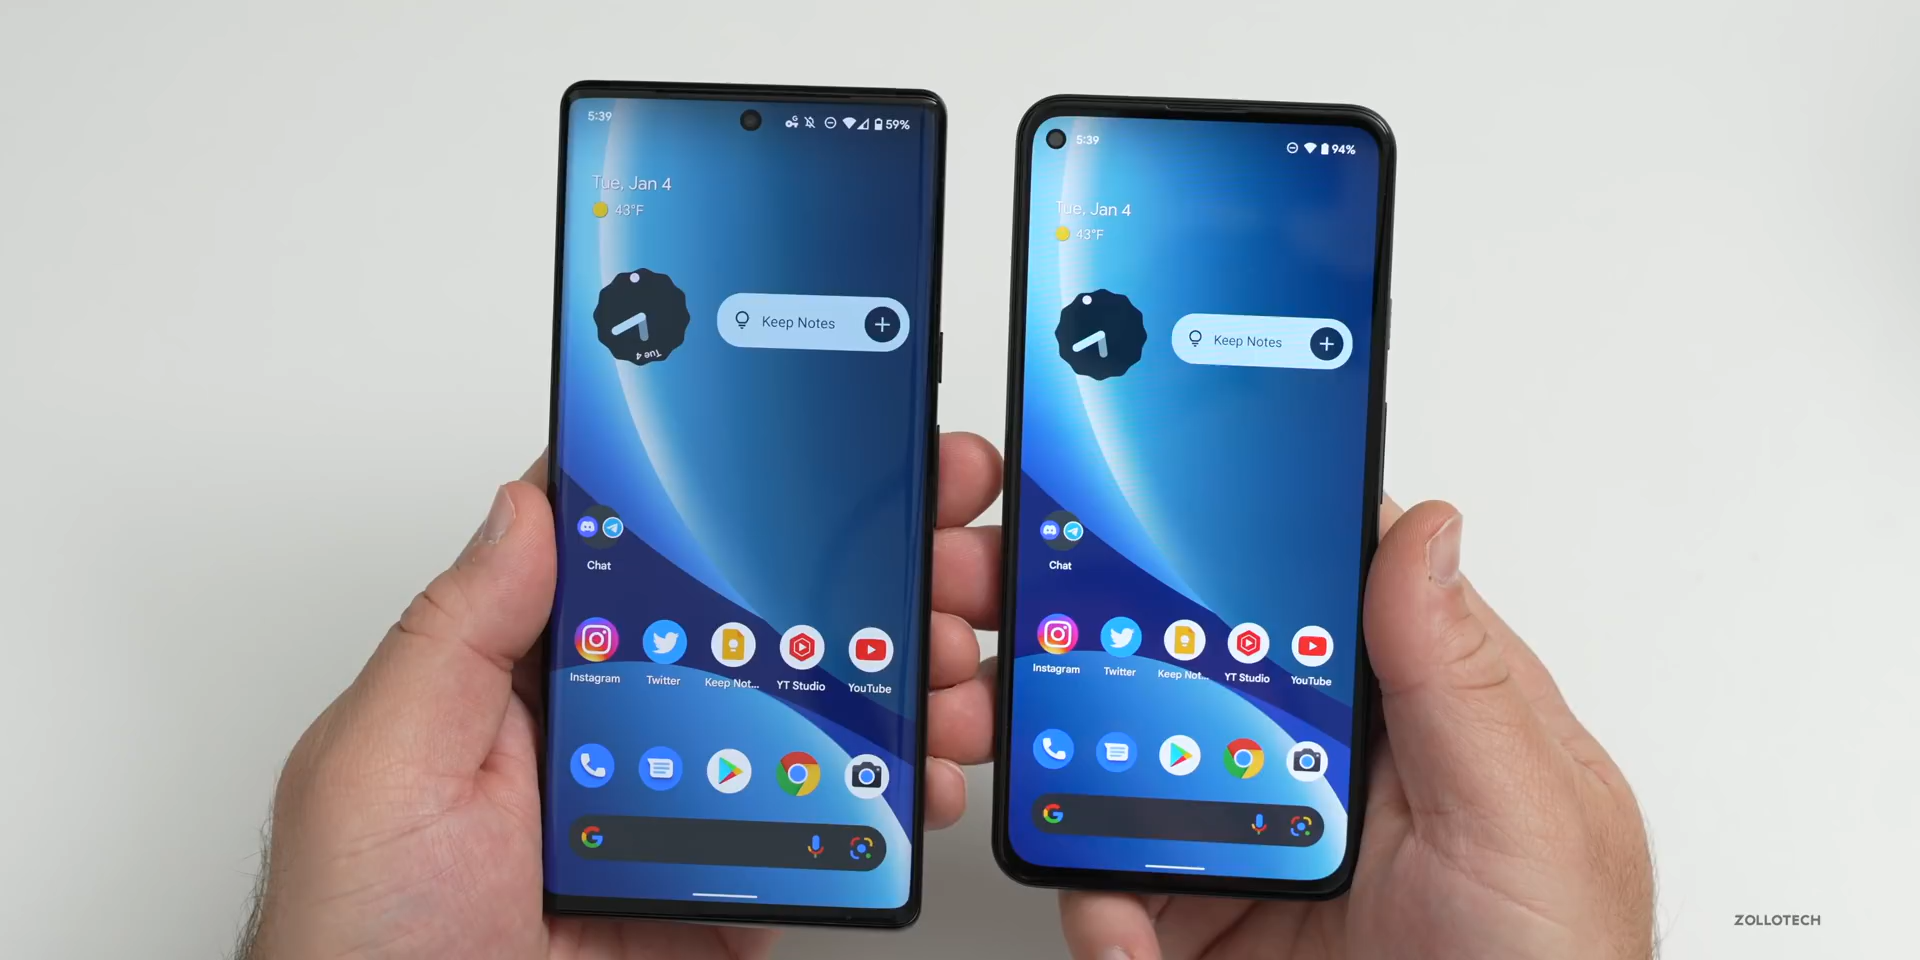 5:39
59%
Tue, Jan 4
43°F
Tue 4
Keep Notes
Chat
Instagram
Twitter
Keep Not...
YT Studio
YouTube
G
5:39
94%
Tue, Jan 4
43°F
Keep Notes
Chat
Instagram
Twitter
Keep Not...
YT Studio
YouTube
G
ZOLLOTECH